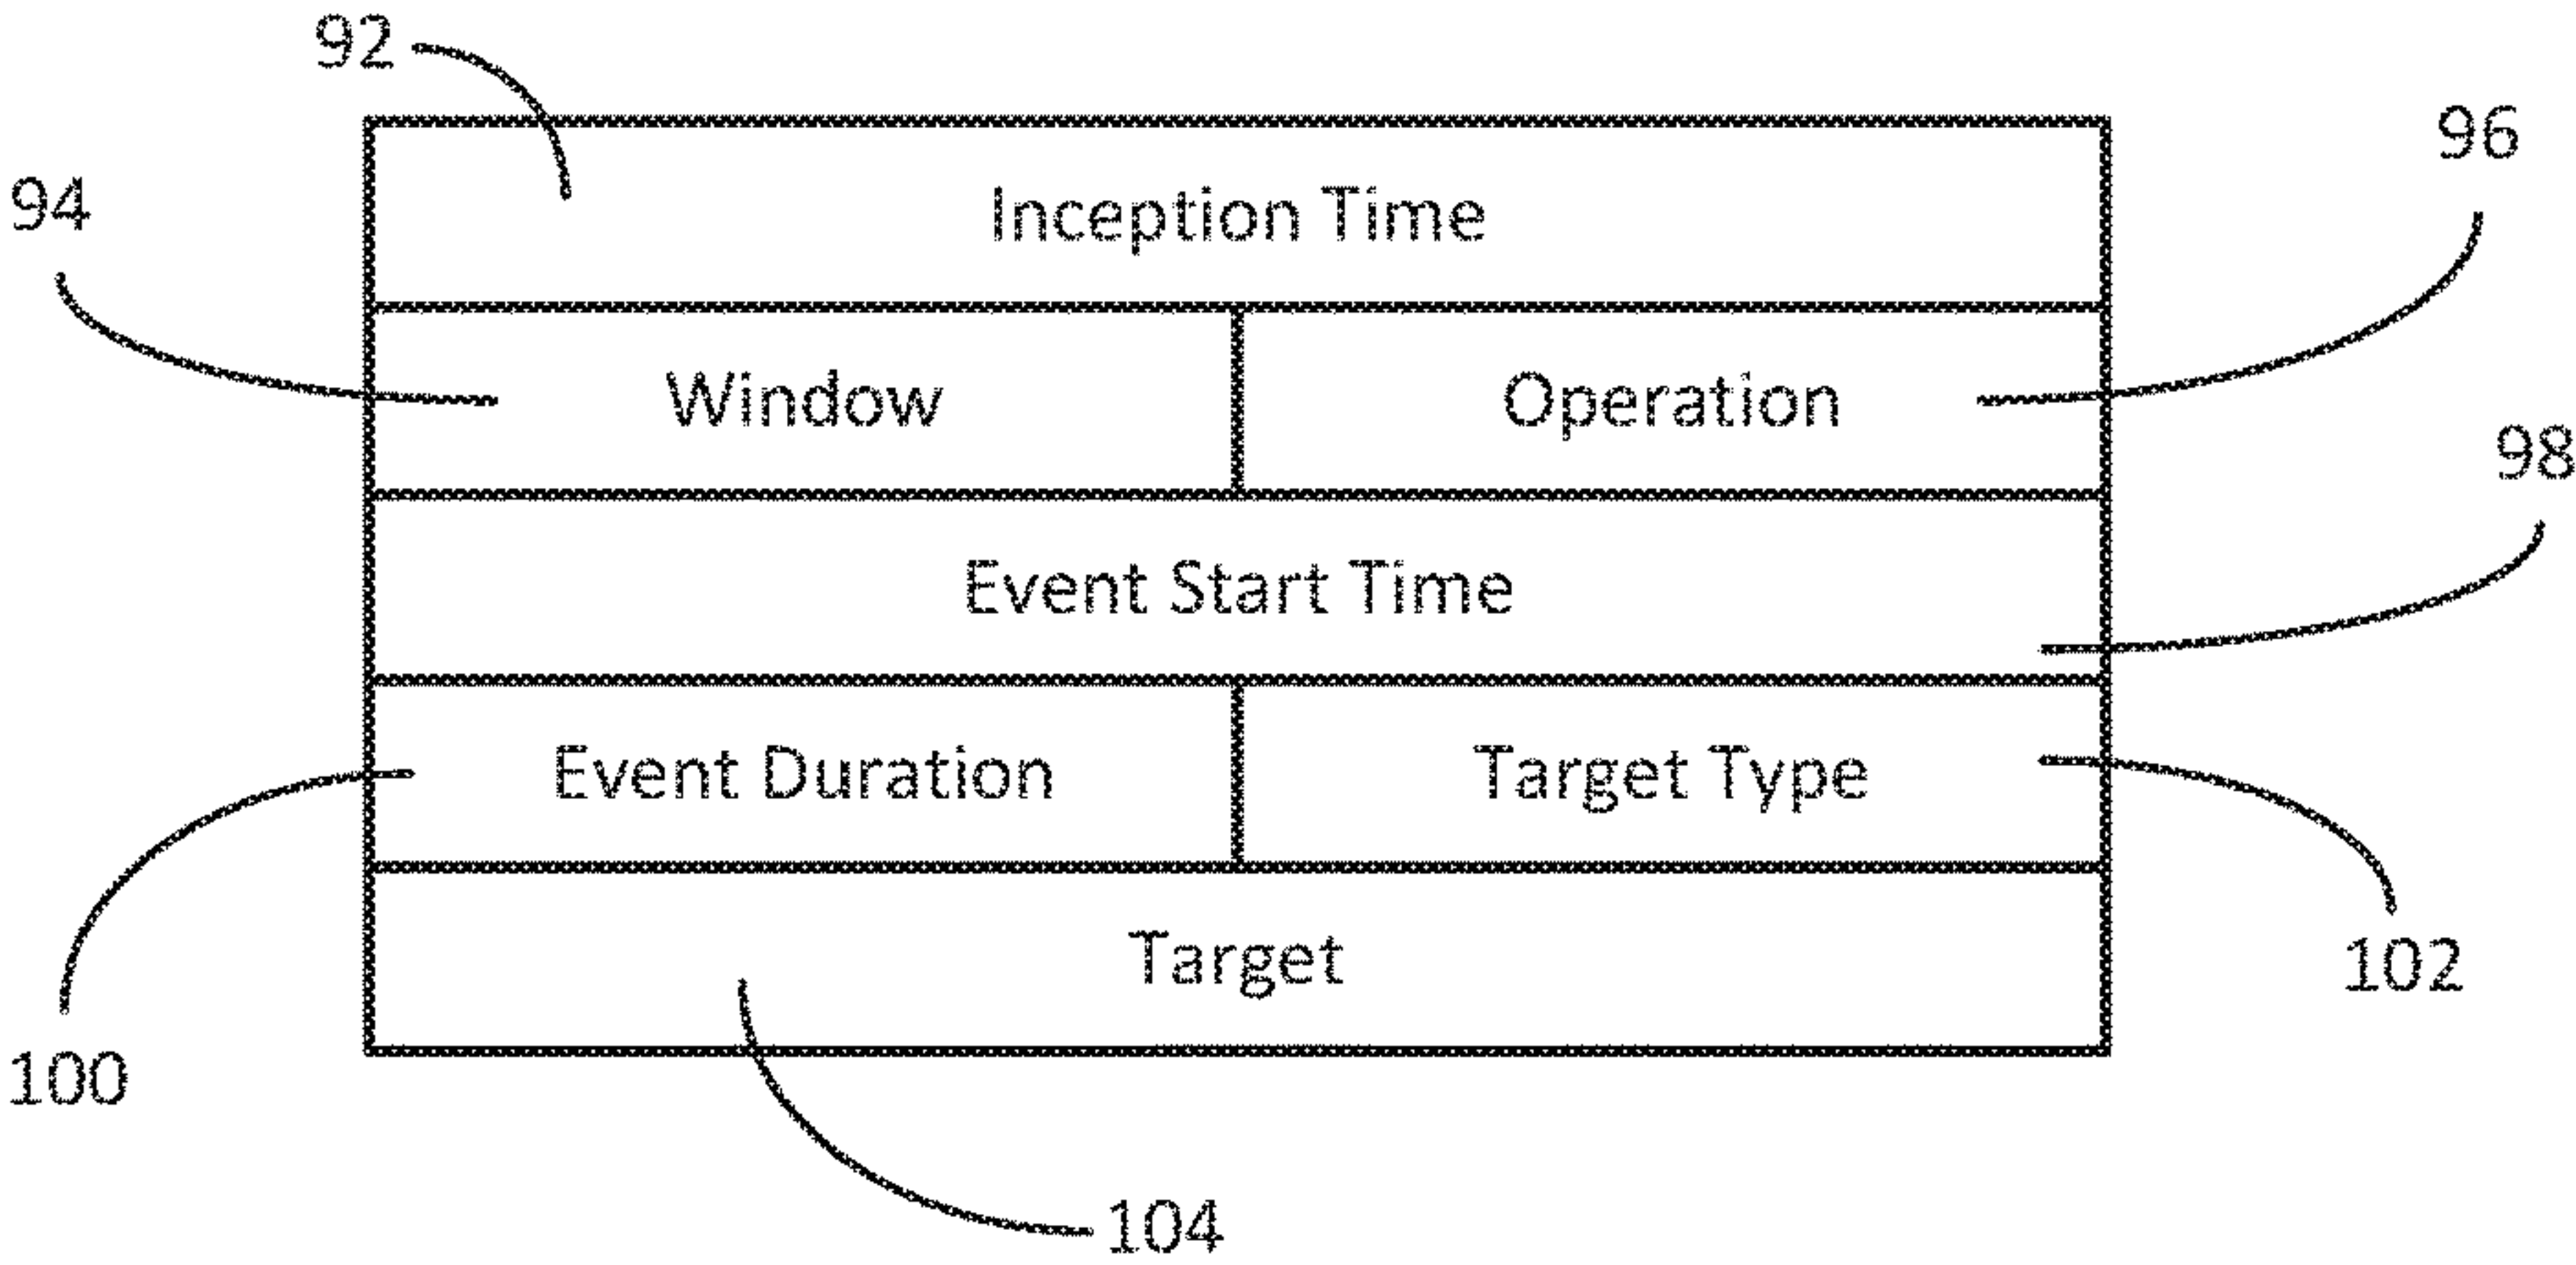 92
96
94
Inception Time
Window
Operation
98
Event Start Time
Event Duration
Target Type
Target
102
100
104